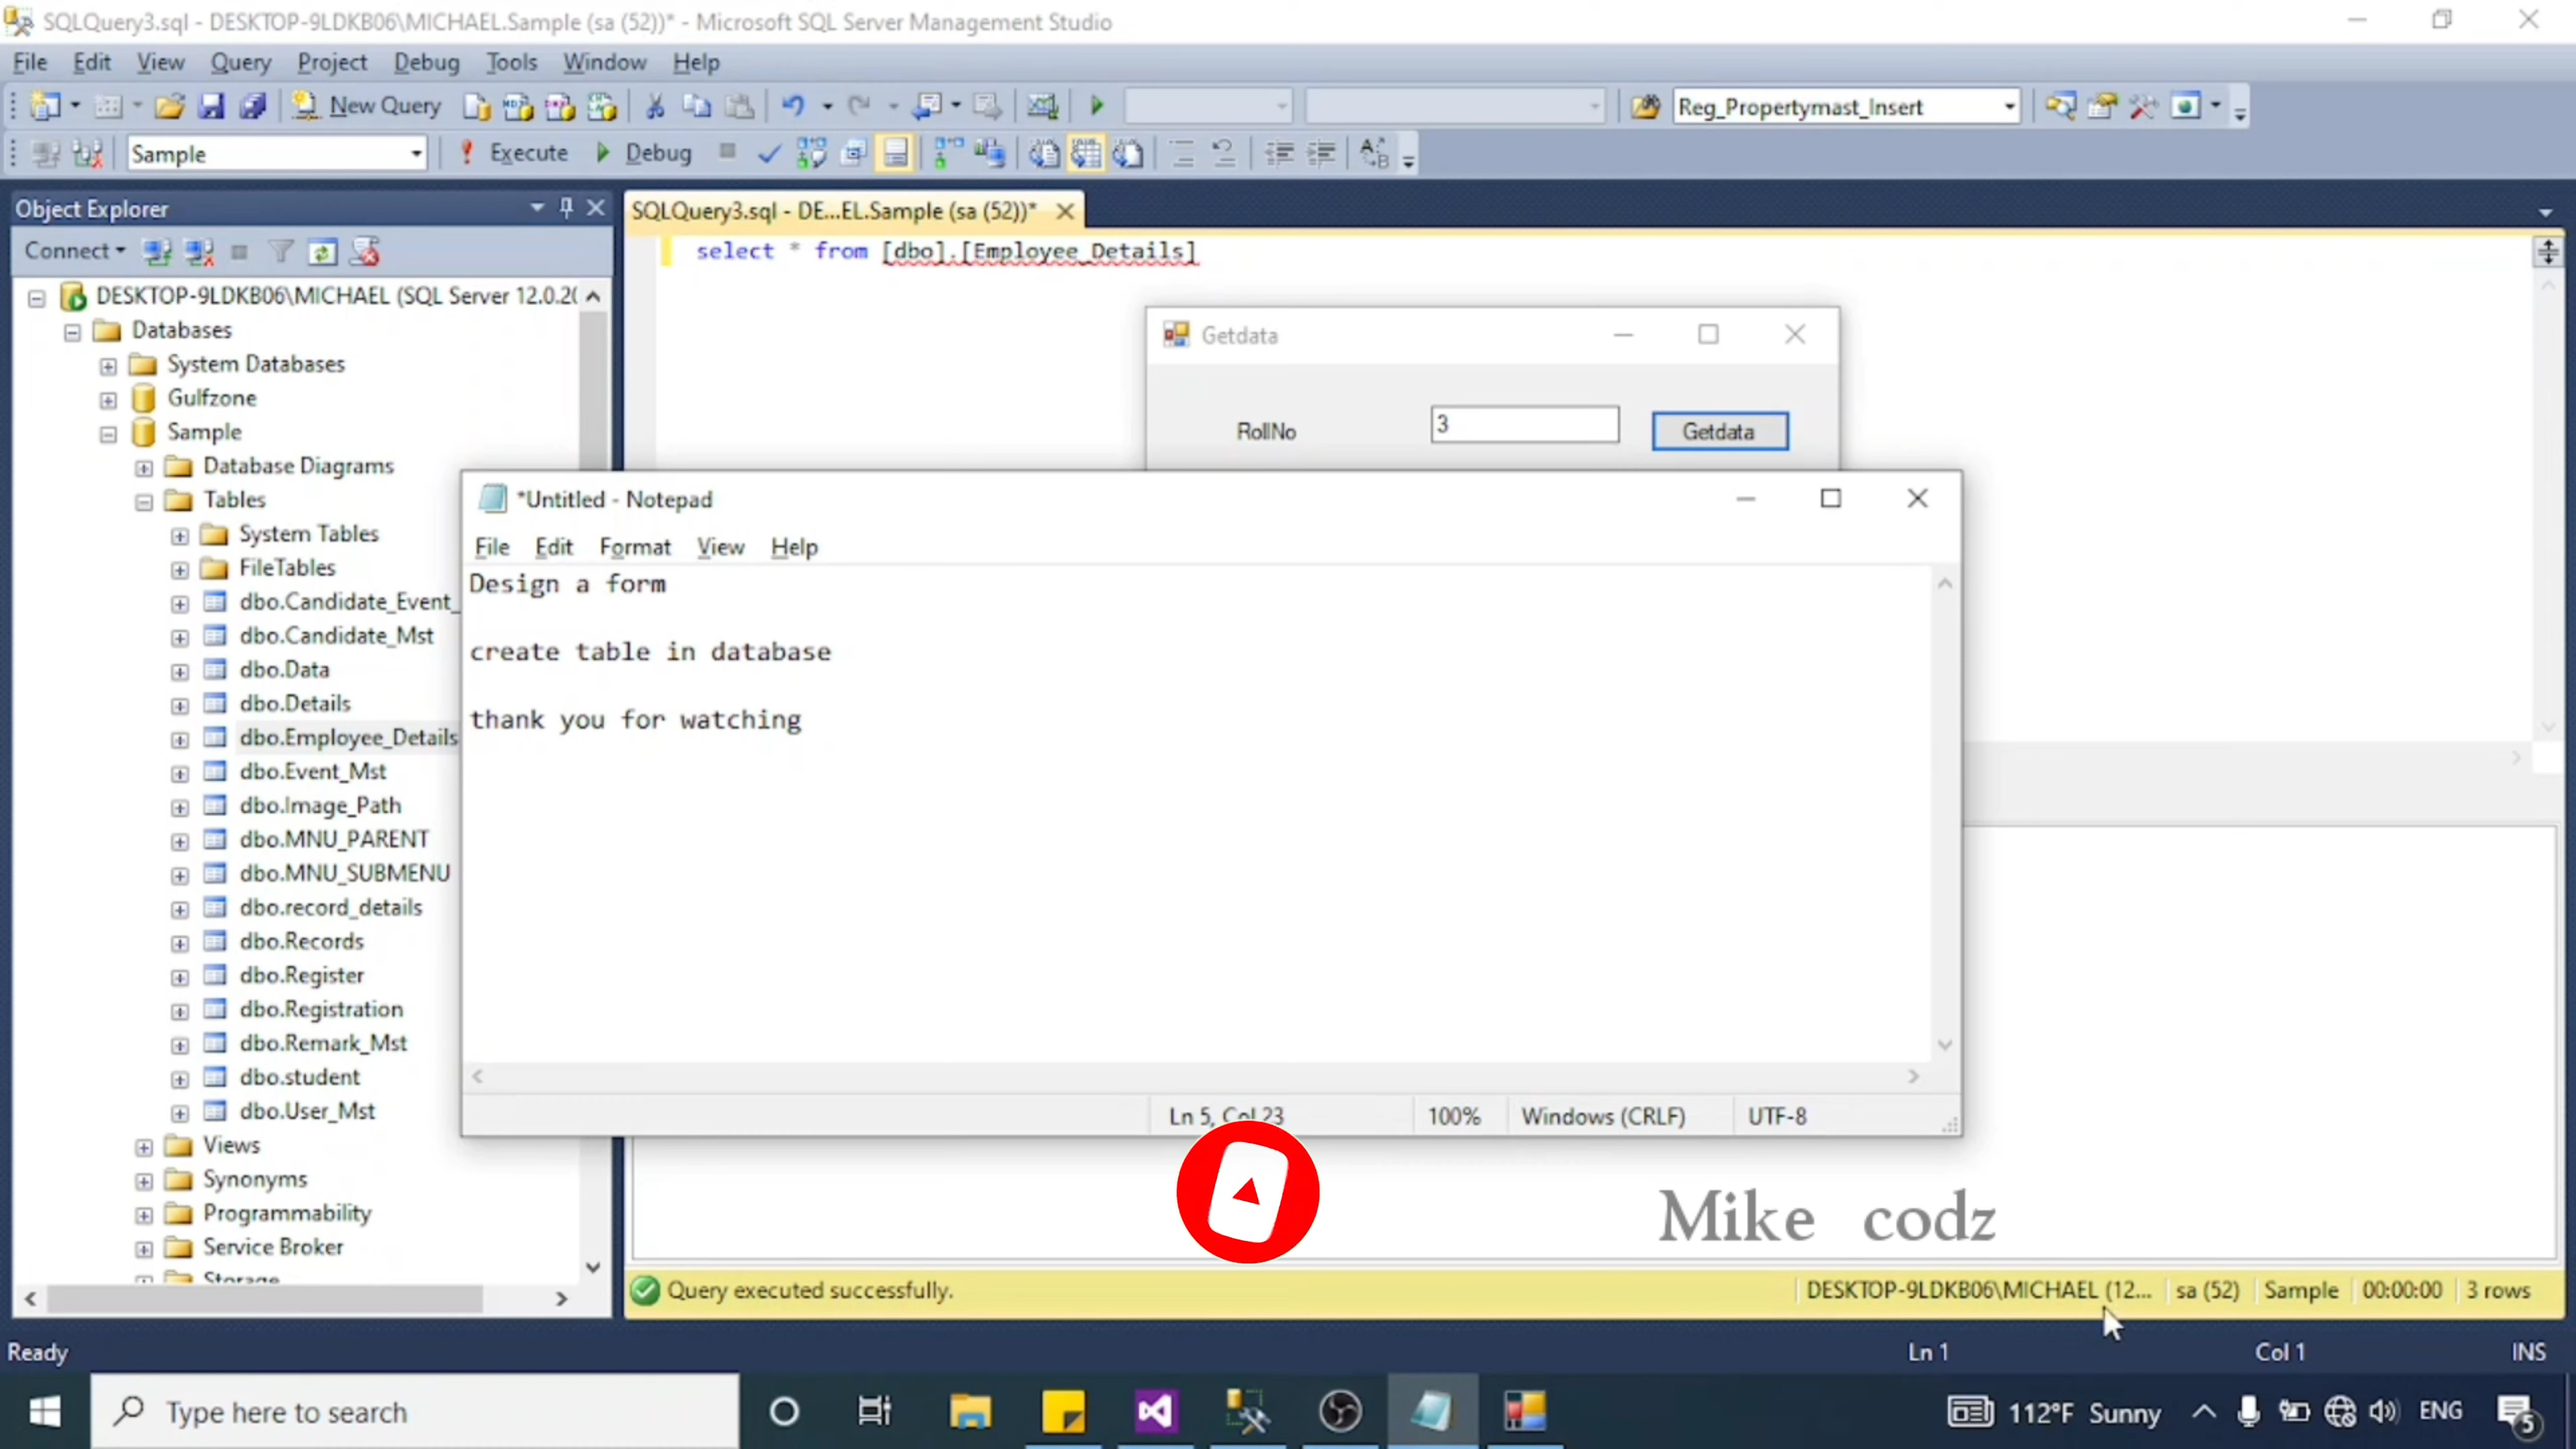 SQLQuery3.sql - DESKTOP-9LDKB06\MICHAEL.Sample (sa (52))* - Microsoft SQL Server Management Studio
File Edit View Query Project Debug Tools Window Help
New Query Reg_Propertymast_Insert
Sample Execute Debug
Object Explorer
SQLQuery3.sql - DE...EL.Sample (sa (52))*
Connect
select * from [dbo].[Employee_Details]
DESKTOP-9LDKB06\MICHAEL (SQL Server 12.0.20
Databases
System Databases
Gulfzone
Sample
Database Diagrams
Tables
System Tables
FileTables
dbo.Candidate_Event_
dbo.Candidate_Mst
dbo.Data
dbo.Details
dbo.Employee_Details
dbo.Event_Mst
dbo.Image_Path
dbo.MNU_PARENT
dbo.MNU_SUBMENU
dbo.record_details
dbo.Records
dbo.Register
dbo.Registration
dbo.Remark_Mst
dbo.student
dbo.User_Mst
Views
Synonyms
Programmability
Service Broker
Storage
Getdata
RollNo 3 Getdata
*Untitled - Notepad
File Edit Format View Help
Design a form
create table in database
thank you for watching
Ln 5, Col 23 100% Windows (CRLF) UTF-8
Mike codz
Query executed successfully. DESKTOP-9LDKB06\MICHAEL (12... sa (52) Sample 00:00:00 3 rows
Ready Ln 1 Col 1 INS
Type here to search 112°F Sunny ENG 5